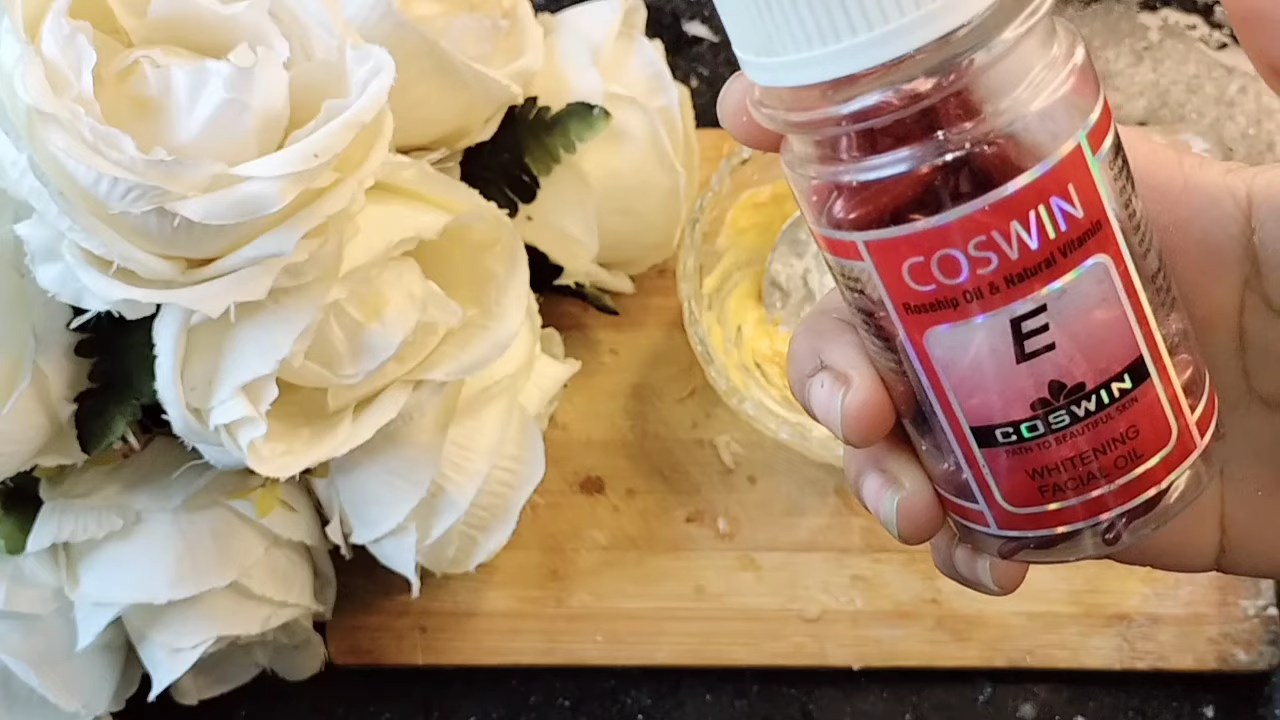 COSWIN
Rosehip Oil & Natural Vitamin
E
COSWIN
PATH TO BEAUTIFUL SKIN
WHITENING
FACIAL OIL